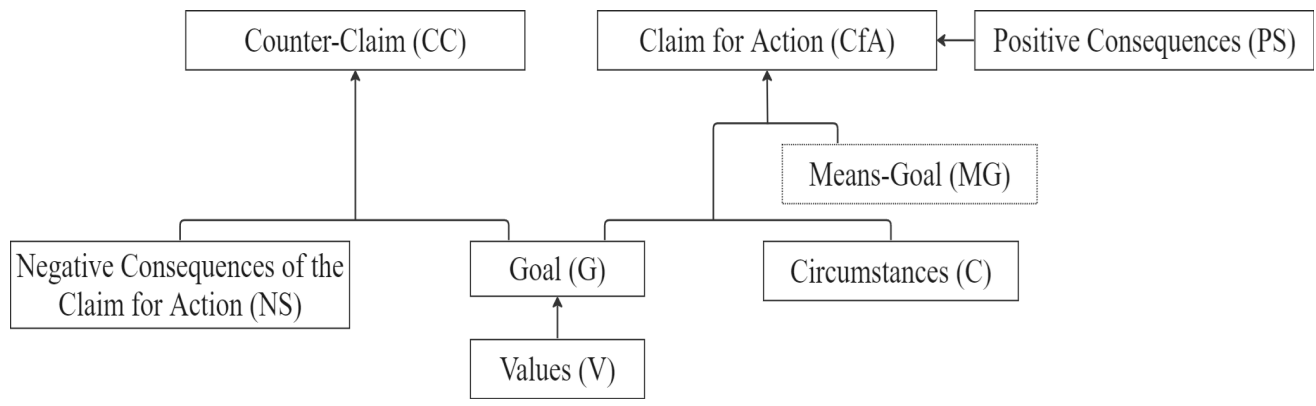 Counter-Claim (CC)
Claim for Action (CfA)
Positive Consequences (PS)
Means-Goal (MG)
Negative Consequences of the
Claim for Action (NS)
Goal (G)
Circumstances (C)
Values (V)